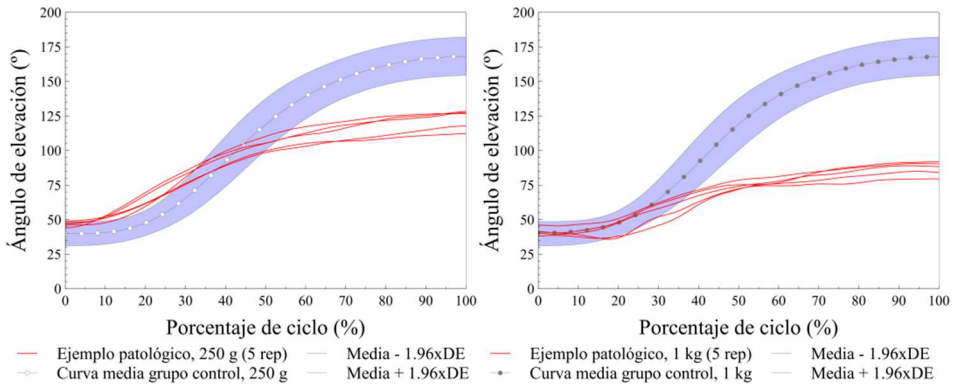 200
175
150
125
100
75
50
25
0
Ángulo de elevación (º)
0 10 20 30 40 50 60 70 80 90 100
Porcentaje de ciclo (%)
Ejemplo patológico, 250 g (5 rep)
Media - 1.96xDE
Curva media grupo control, 250 g
Media + 1.96xDE
200
175
150
125
100
75
50
25
0
Ángulo de elevación (º)
0 10 20 30 40 50 60 70 80 90 100
Porcentaje de ciclo (%)
Ejemplo patológico, 1 kg (5 rep)
Media - 1.96xDE
Curva media grupo control, 1 kg
Media + 1.96xDE